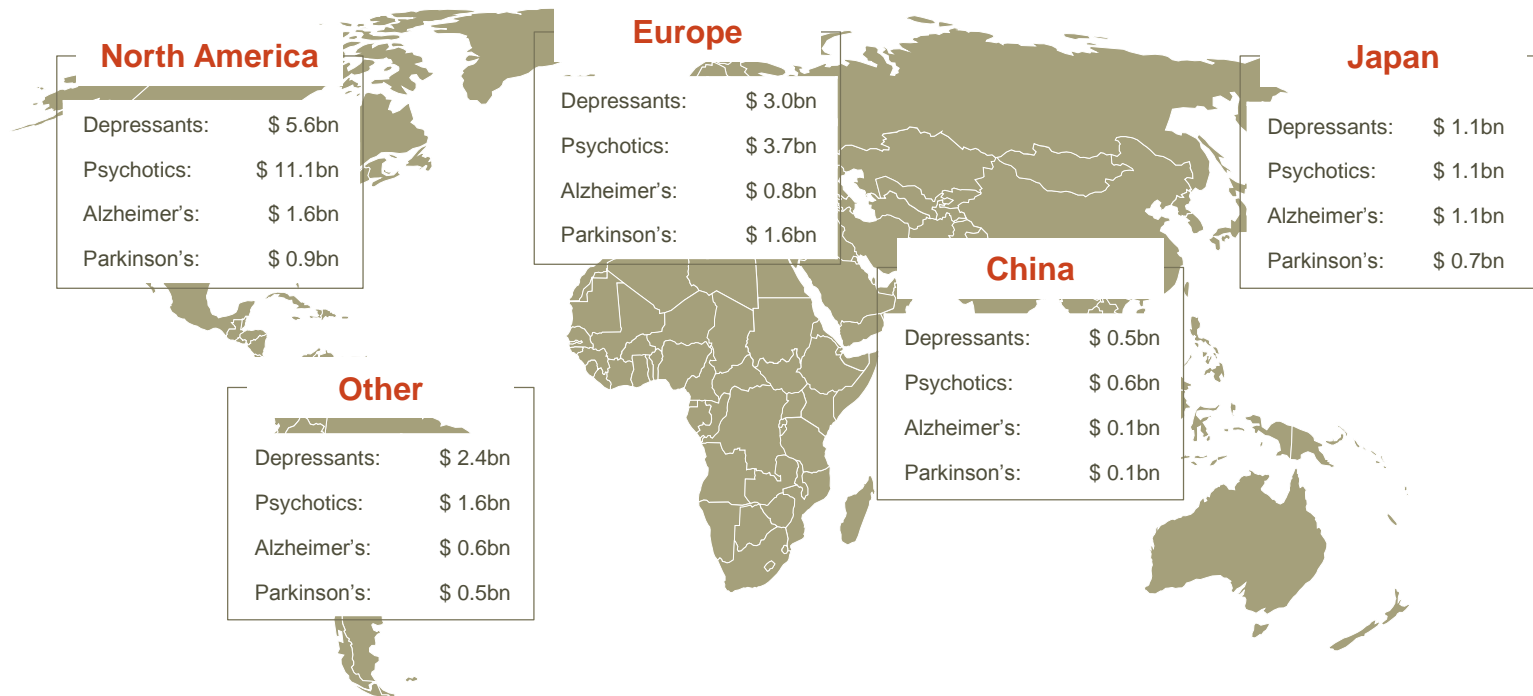 North America
Depressants: $ 5.6bn
Psychotics: $ 11.1bn
Alzheimer's: $ 1.6bn
Parkinson's: $ 0.9bn
Europe
Depressants: $ 3.0bn
Psychotics: $ 3.7bn
Alzheimer's: $ 0.8bn
Parkinson's: $ 1.6bn
Japan
Depressants: $ 1.1bn
Psychotics: $ 1.1bn
Alzheimer's: $ 1.1bn
Parkinson's: $ 0.7bn
China
Depressants: $ 0.5bn
Psychotics: $ 0.6bn
Alzheimer's: $ 0.1bn
Parkinson's: $ 0.1bn
Other
Depressants: $ 2.4bn
Psychotics: $ 1.6bn
Alzheimer's: $ 0.6bn
Parkinson's: $ 0.5bn